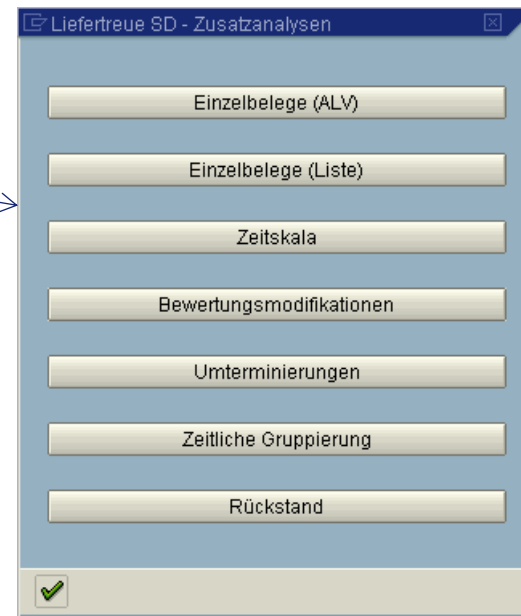 Liefertreue SD - Zusatzanalysen
Einzelbelege (ALV)
Einzelbelege (Liste)
Zeitskala
Bewertungsmodifikationen
Umterminierungen
Zeitliche Gruppierung
Rückstand